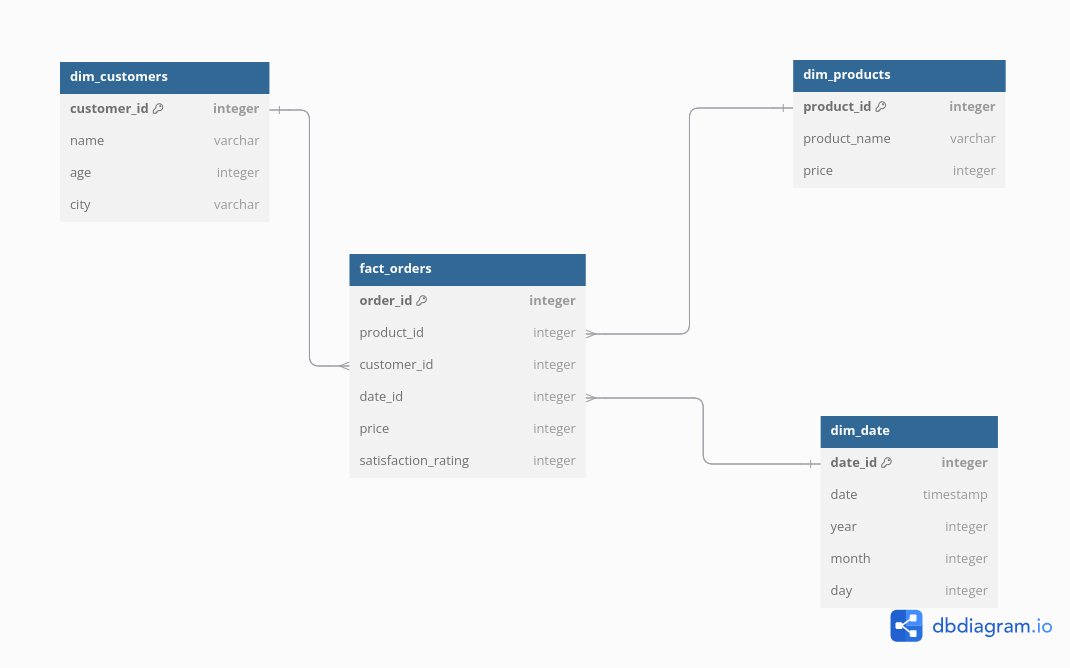 dim_customers
customer_id integer
name varchar
age integer
city varchar
dim_products
product_id integer
product_name varchar
price integer
fact_orders
order_id integer
product_id integer
customer_id integer
date_id integer
price integer
satisfaction_rating integer
dim_date
date_id integer
date timestamp
year integer
month integer
day integer
dbdiagram.io